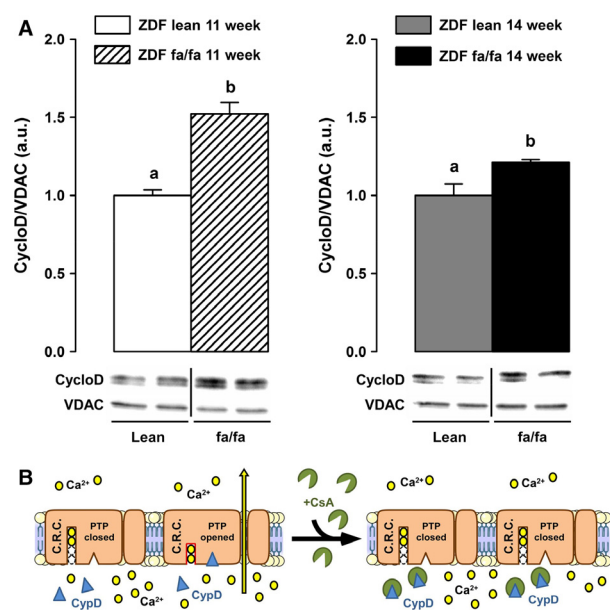 A
ZDF lean 11 week
ZDF fa/fa 11 week
CycloD/VDAC (a.u.)
2.0
1.5
1.0
0.5
0.0
a
b
CycloD
VDAC
Lean
fa/fa
ZDF lean 14 week
ZDF fa/fa 14 week
CycloD/VDAC (a.u.)
2.0
1.5
1.0
0.5
0.0
a
b
CycloD
VDAC
Lean
fa/fa
B
Ca²⁺
Ca²⁺
C.R.C.
PTP closed
C.R.C.
PTP opened
CypD
Ca²⁺
CypD
+CsA
Ca²⁺
Ca²⁺
C.R.C.
PTP closed
C.R.C.
PTP closed
CypD
Ca²⁺
CypD